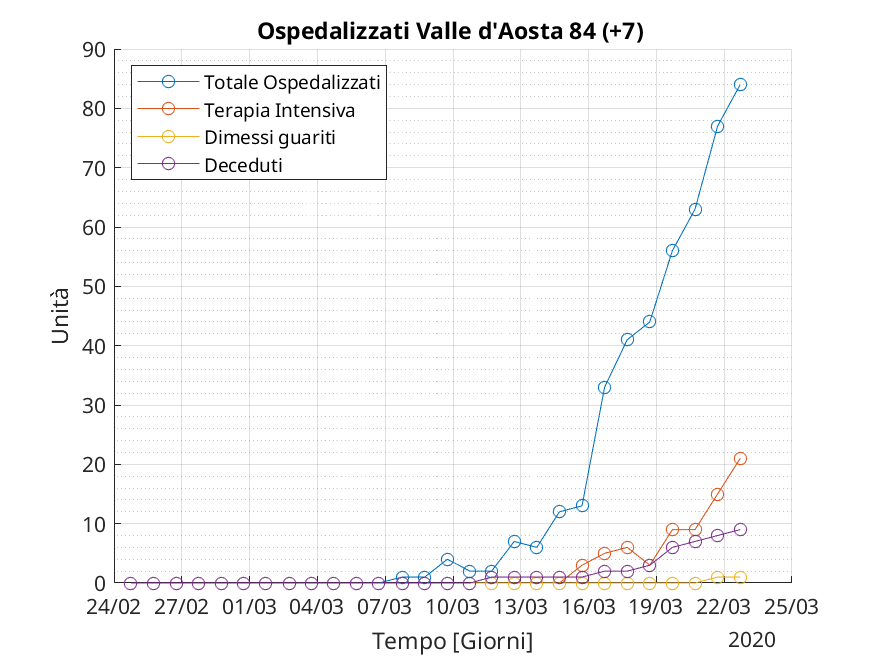 Ospedalizzati Valle d'Aosta 84 (+7)
Totale Ospedalizzati
Terapia Intensiva
Dimessi guariti
Deceduti
Unità
90
80
70
60
50
40
30
20
10
0
24/02 27/02 01/03 04/03 07/03 10/03 13/03 16/03 19/03 22/03 25/03
Tempo [Giorni]
2020